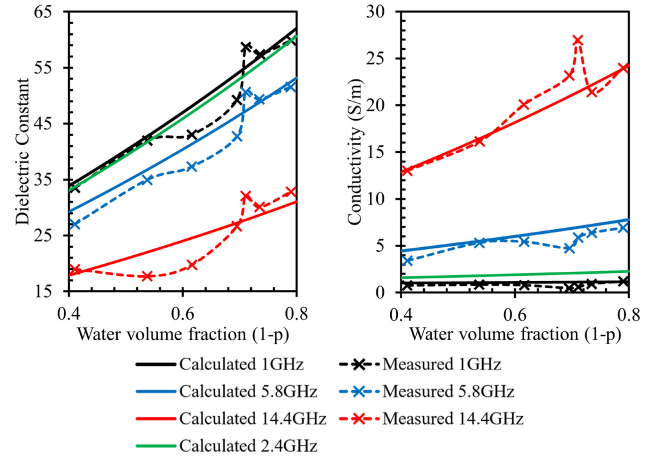 65
55
45
35
25
15
Dielectric Constant
0.4
0.6
0.8
Water volume fraction (1-p)
30
25
20
15
10
5
0
Conductivity (S/m)
0.4
0.6
0.8
Water volume fraction (1-p)
Calculated 1GHz
Measured 1GHz
Calculated 5.8GHz
Measured 5.8GHz
Calculated 14.4GHz
Measured 14.4GHz
Calculated 2.4GHz